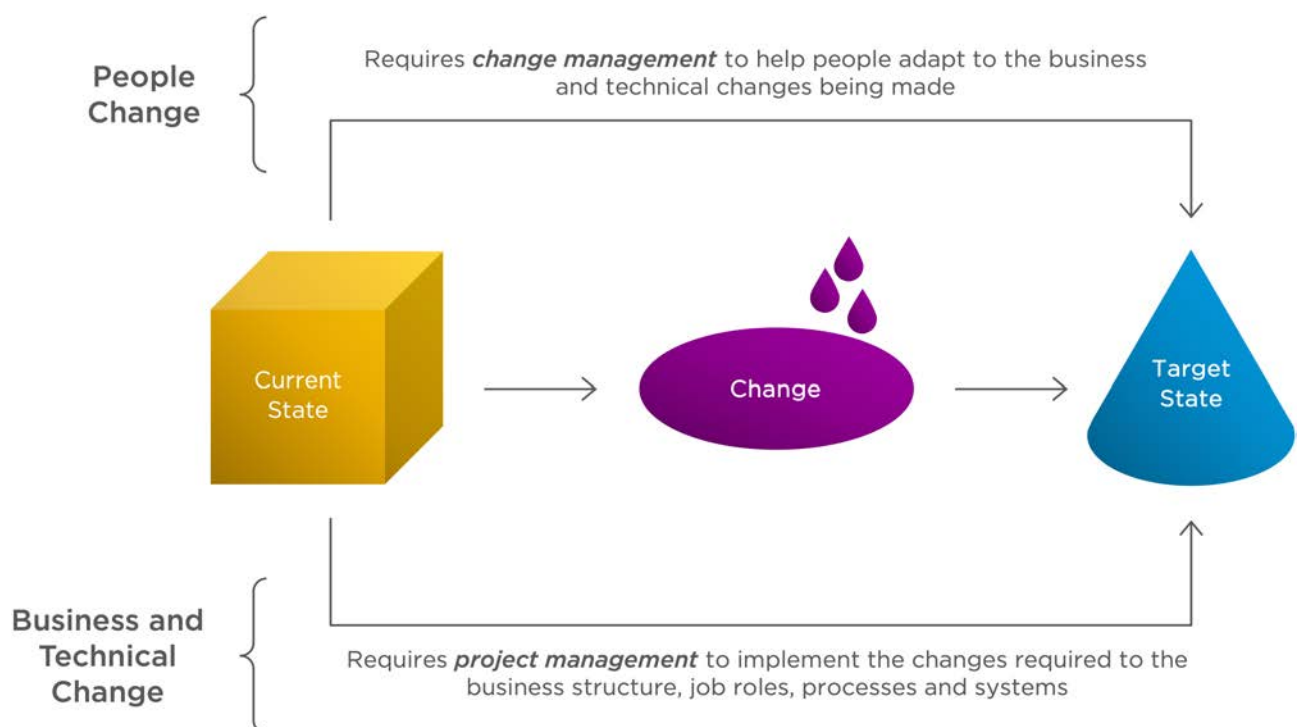 People
Change
Requires change management to help people adapt to the business
and technical changes being made
Current
State
Change
Target
State
Business and
Technical
Change
Requires project management to implement the changes required to the
business structure, job roles, processes and systems